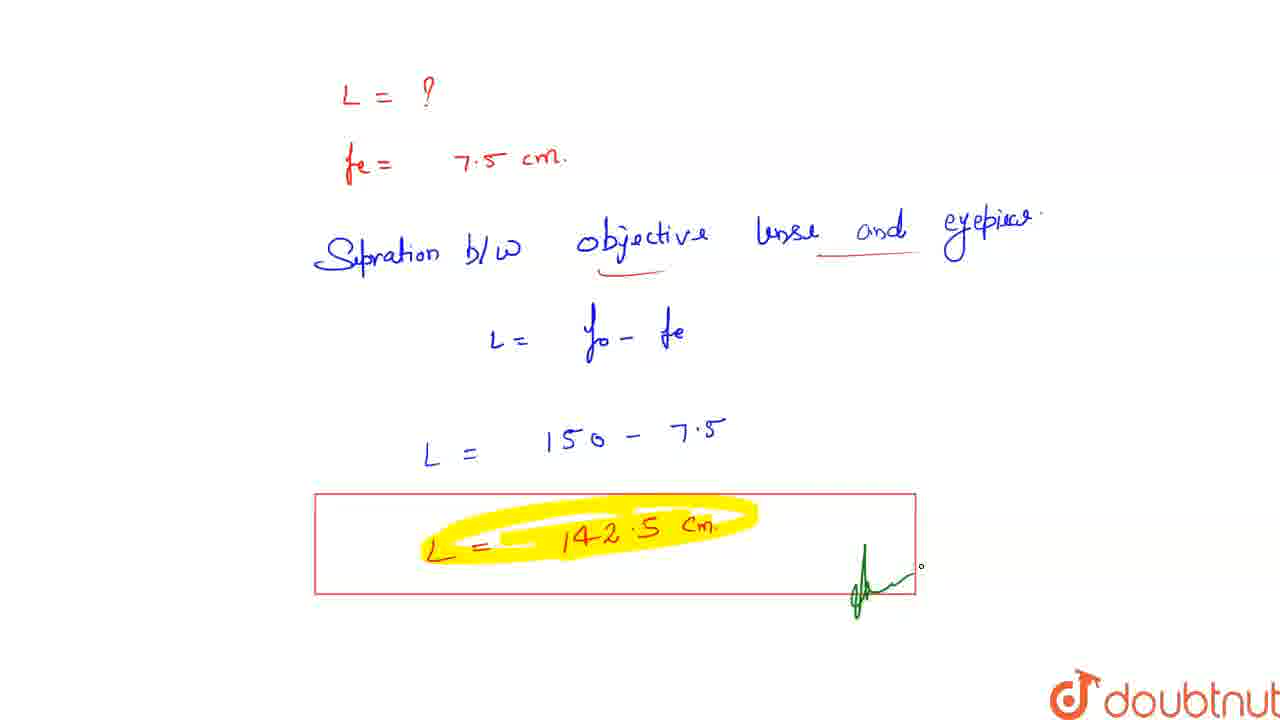 L = ?
fe = 7.5 cm.
Sepration b/w objective lense and eyepiece.
L = fo - fe
L = 150 - 7.5
L = 142.5 cm.
doubtnut